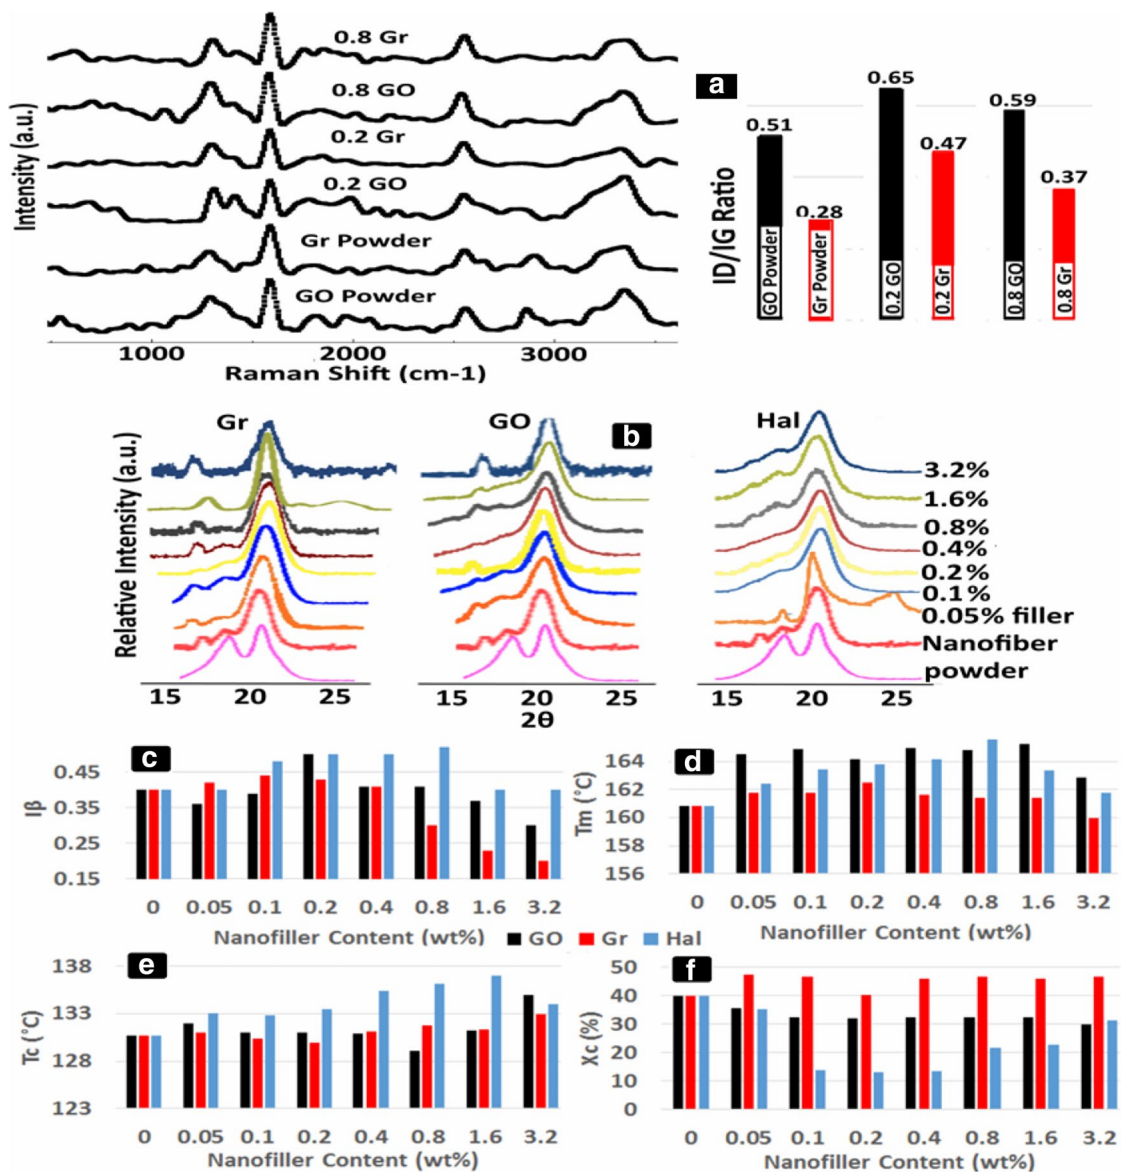 0.8 Gr
0.8 GO
0.2 Gr
0.2 GO
Gr Powder
GO Powder
Intensity (a.u.)
1000 2000 3000
Raman Shift (cm-1)
a
ID/IG Ratio
0.51
0.28
0.65
0.47
0.59
0.37
GO Powder
Gr Powder
0.2 GO
0.2 Gr
0.8 GO
0.8 Gr
Gr
GO
b
Hal
Relative Intensity (a.u.)
3.2%
1.6%
0.8%
0.4%
0.2%
0.1%
0.05% filler
Nanofiber
powder
15 20 25
15 20 25
15 20 25
2θ
c
Iβ
0.45
0.35
0.25
0.15
0 0.05 0.1 0.2 0.4 0.8 1.6 3.2
Nanofiller Content (wt%)
d
Tm (°C)
164
162
160
158
156
0 0.05 0.1 0.2 0.4 0.8 1.6 3.2
Nanofiller Content (wt%)
GO Gr Hal
e
Tc (°C)
138
133
128
123
0 0.05 0.1 0.2 0.4 0.8 1.6 3.2
Nanofiller Content (wt%)
f
Xc (%)
50
40
30
20
10
0
0 0.05 0.1 0.2 0.4 0.8 1.6 3.2
Nanofiller Content (wt%)